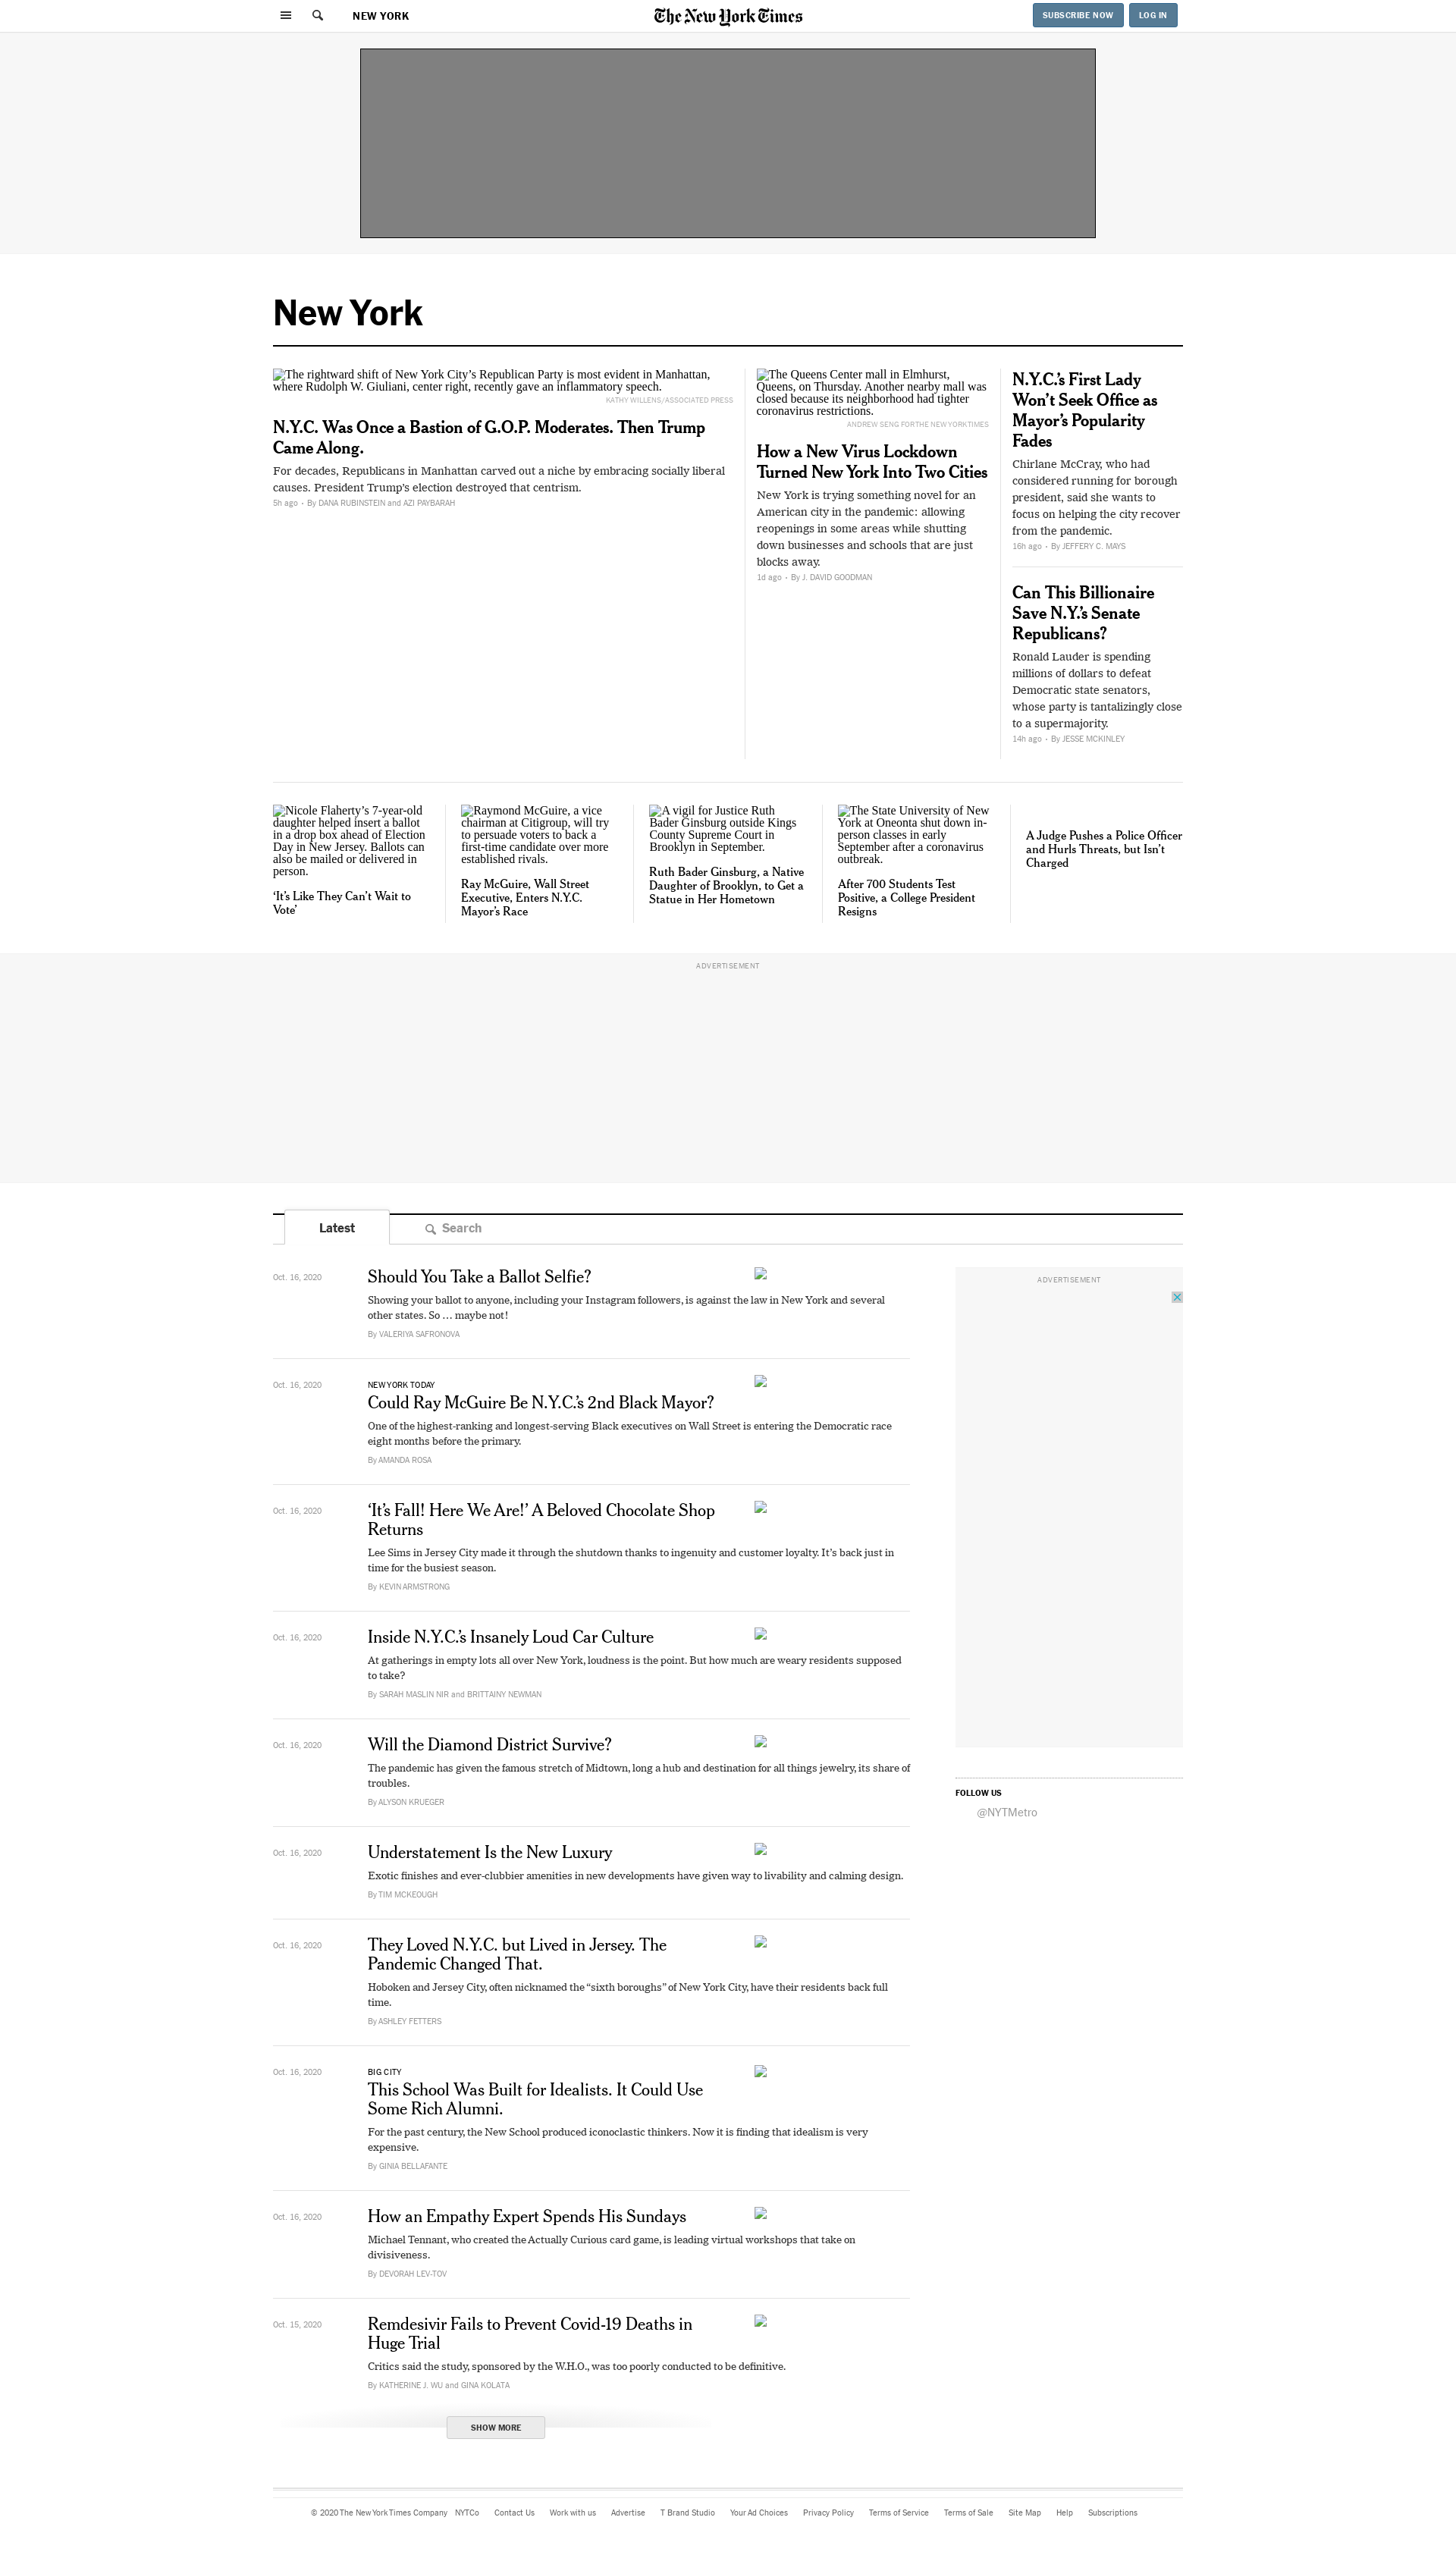 NEW YORK
The New York Times
SUBSCRIBE NOW
LOG IN
New York
The rightward shift of New York City’s Republican Party is most evident in Manhattan,
where Rudolph W. Giuliani, center right, recently gave an inflammatory speech.
KATHY WILLENS/ASSOCIATED PRESS
N.Y.C. Was Once a Bastion of G.O.P. Moderates. Then Trump
Came Along.
For decades, Republicans in Manhattan carved out a niche by embracing socially liberal
causes. President Trump’s election destroyed that centrism.
5h ago • By DANA RUBINSTEIN and AZI PAYBARAH
The Queens Center mall in Elmhurst,
Queens, on Thursday. Another nearby mall was
closed because its neighborhood had tighter
coronavirus restrictions.
ANDREW SENG FOR THE NEW YORK TIMES
How a New Virus Lockdown
Turned New York Into Two Cities
New York is trying something novel for an
American city in the pandemic: allowing
reopenings in some areas while shutting
down businesses and schools that are just
blocks away.
1d ago • By J. DAVID GOODMAN
N.Y.C.’s First Lady
Won’t Seek Office as
Mayor’s Popularity
Fades
Chirlane McCray, who had
considered running for borough
president, said she wants to
focus on helping the city recover
from the pandemic.
16h ago • By JEFFERY C. MAYS
Can This Billionaire
Save N.Y.’s Senate
Republicans?
Ronald Lauder is spending
millions of dollars to defeat
Democratic state senators,
whose party is tantalizingly close
to a supermajority.
14h ago • By JESSE MCKINLEY
Nicole Flaherty’s 7-year-old
daughter helped insert a ballot
in a drop box ahead of Election
Day in New Jersey. Ballots can
also be mailed or delivered in
person.
‘It’s Like They Can’t Wait to
Vote’
Raymond McGuire, a vice
chairman at Citigroup, will try
to persuade voters to back a
first-time candidate over more
established rivals.
Ray McGuire, Wall Street
Executive, Enters N.Y.C.
Mayor’s Race
A vigil for Justice Ruth
Bader Ginsburg outside Kings
County Supreme Court in
Brooklyn in September.
Ruth Bader Ginsburg, a Native
Daughter of Brooklyn, to Get a
Statue in Her Hometown
The State University of New
York at Oneonta shut down in-
person classes in early
September after a coronavirus
outbreak.
After 700 Students Test
Positive, a College President
Resigns
A Judge Pushes a Police Officer
and Hurls Threats, but Isn’t
Charged
ADVERTISEMENT
Latest
Search
Oct. 16, 2020
Should You Take a Ballot Selfie?
Showing your ballot to anyone, including your Instagram followers, is against the law in New York and several
other states. So … maybe not!
By VALERIYA SAFRONOVA
Oct. 16, 2020
NEW YORK TODAY
Could Ray McGuire Be N.Y.C.’s 2nd Black Mayor?
One of the highest-ranking and longest-serving Black executives on Wall Street is entering the Democratic race
eight months before the primary.
By AMANDA ROSA
Oct. 16, 2020
‘It’s Fall! Here We Are!’ A Beloved Chocolate Shop
Returns
Lee Sims in Jersey City made it through the shutdown thanks to ingenuity and customer loyalty. It’s back just in
time for the busiest season.
By KEVIN ARMSTRONG
Oct. 16, 2020
Inside N.Y.C.’s Insanely Loud Car Culture
At gatherings in empty lots all over New York, loudness is the point. But how much are weary residents supposed
to take?
By SARAH MASLIN NIR and BRITTAINY NEWMAN
Oct. 16, 2020
Will the Diamond District Survive?
The pandemic has given the famous stretch of Midtown, long a hub and destination for all things jewelry, its share of
troubles.
By ALYSON KRUEGER
Oct. 16, 2020
Understatement Is the New Luxury
Exotic finishes and ever-clubbier amenities in new developments have given way to livability and calming design.
By TIM MCKEOUGH
Oct. 16, 2020
They Loved N.Y.C. but Lived in Jersey. The
Pandemic Changed That.
Hoboken and Jersey City, often nicknamed the “sixth boroughs” of New York City, have their residents back full
time.
By ASHLEY FETTERS
Oct. 16, 2020
BIG CITY
This School Was Built for Idealists. It Could Use
Some Rich Alumni.
For the past century, the New School produced iconoclastic thinkers. Now it is finding that idealism is very
expensive.
By GINIA BELLAFANTE
Oct. 16, 2020
How an Empathy Expert Spends His Sundays
Michael Tennant, who created the Actually Curious card game, is leading virtual workshops that take on
divisiveness.
By DEVORAH LEV-TOV
Oct. 15, 2020
Remdesivir Fails to Prevent Covid-19 Deaths in
Huge Trial
Critics said the study, sponsored by the W.H.O., was too poorly conducted to be definitive.
By KATHERINE J. WU and GINA KOLATA
SHOW MORE
ADVERTISEMENT
FOLLOW US
@NYTMetro
© 2020 The New York Times Company NYTCo Contact Us Work with us Advertise T Brand Studio Your Ad Choices Privacy Policy Terms of Service Terms of Sale Site Map Help Subscriptions